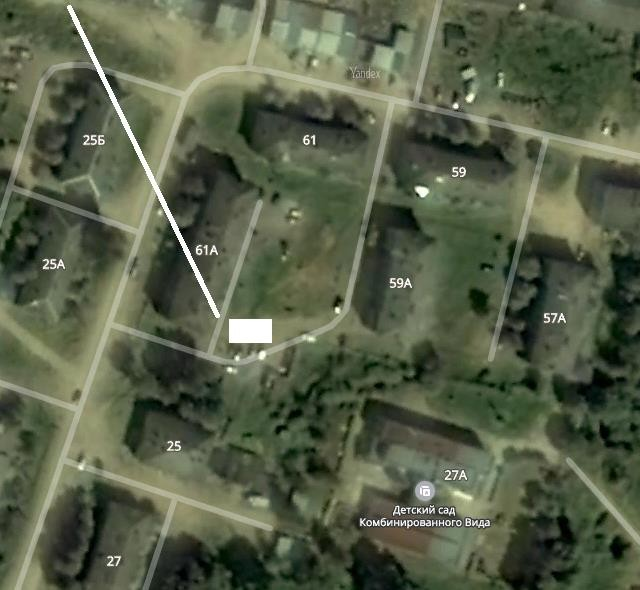 Yandex
25Б
61
59
61А
25А
59А
57А
25
27А
Детский сад
Комбинированного Вида
27